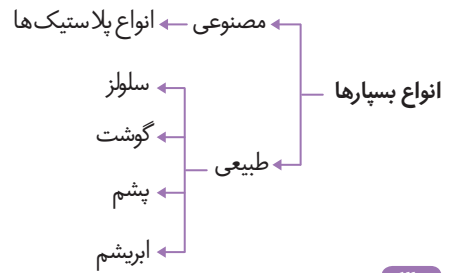 انواع بسپارها
مصنوعی
انواع پلاستیک‌ها
طبیعی
سلولز
گوشت
پشم
ابریشم